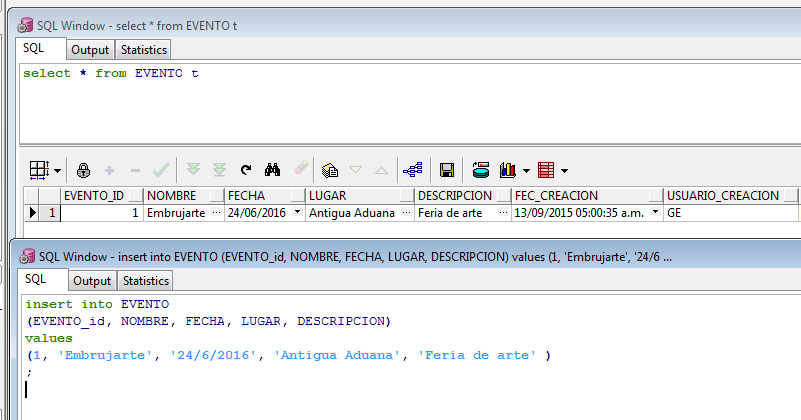 SQL Window - select * from EVENTO t
SQL Output Statistics
select * from EVENTO t
EVENTO_ID NOMBRE FECHA LUGAR DESCRIPCION FEC_CREACION USUARIO_CREACION
1 1 Embrujarte ... 24/06/2016 Antigua Aduana ... Feria de arte ... 13/09/2015 05:00:35 a.m. GE
SQL Window - insert into EVENTO (EVENTO_id, NOMBRE, FECHA, LUGAR, DESCRIPCION) values (1, 'Embrujarte', '24/6 ...
SQL Output Statistics
insert into EVENTO
(EVENTO_id, NOMBRE, FECHA, LUGAR, DESCRIPCION)
values
(1, 'Embrujarte', '24/6/2016', 'Antigua Aduana', 'Feria de arte' )
;